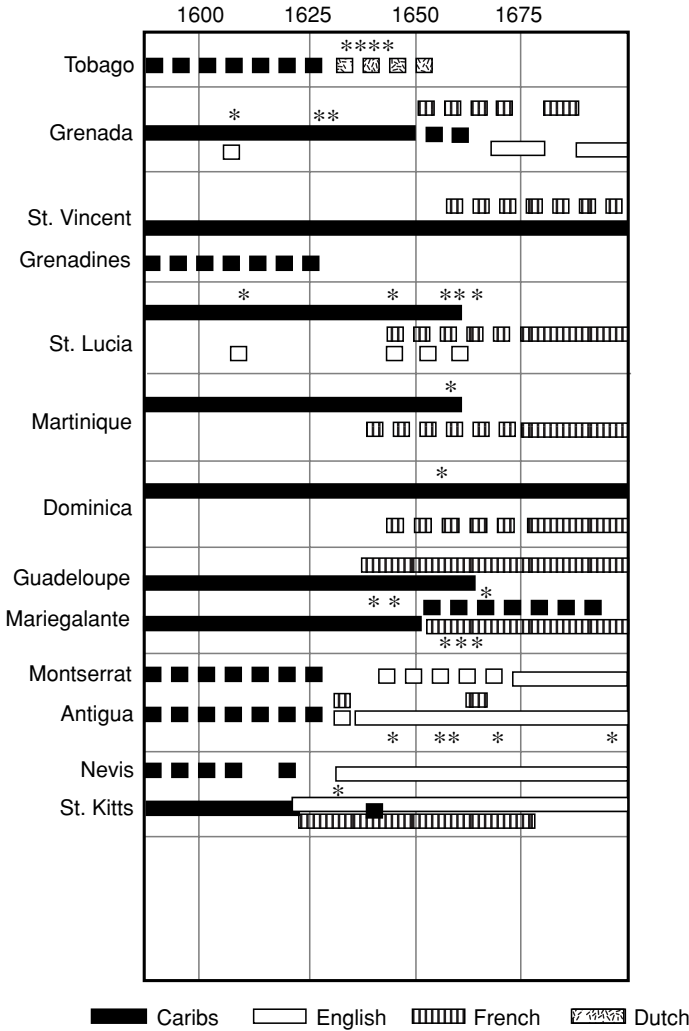 1600 1625 1650 1675
****
Tobago
* **
Grenada
St. Vincent
Grenadines
* * ***
St. Lucia
*
Martinique
*
Dominica
Guadeloupe
* * *
Mariegalante
***
Montserrat
Antigua
* ** * *
Nevis
*
St. Kitts
Caribs English French Dutch